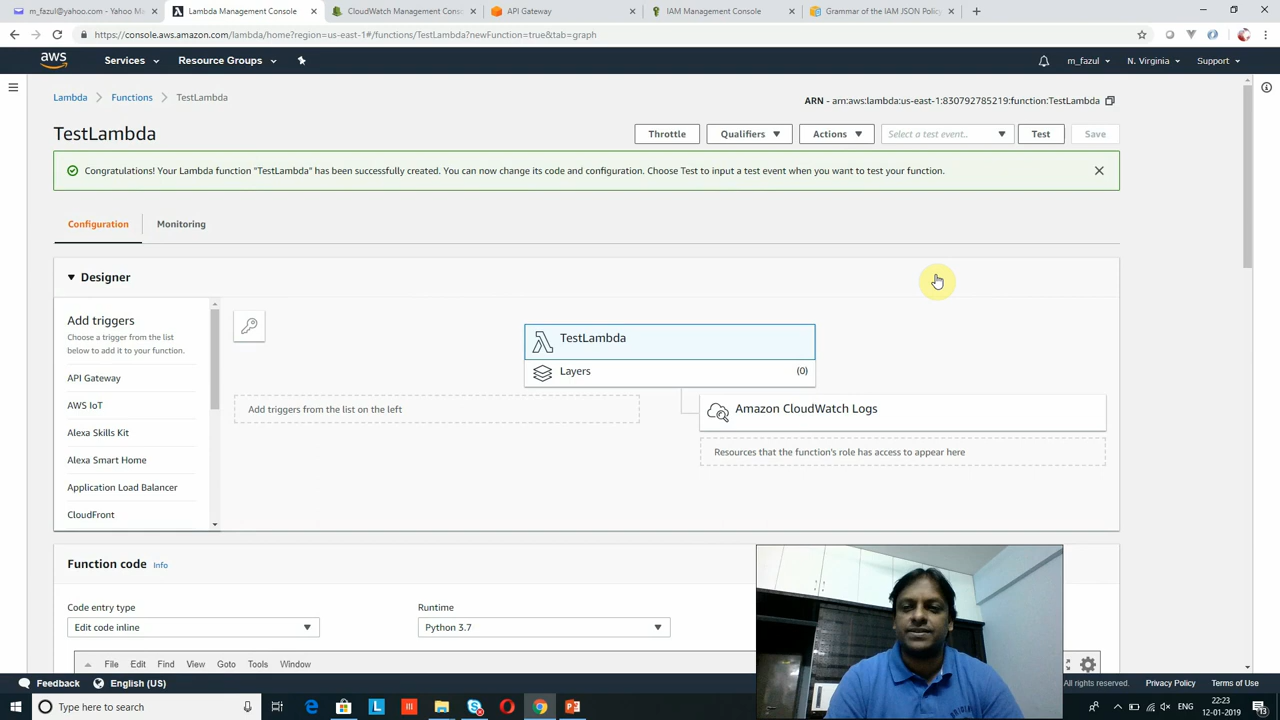 m_fazul@yahoo.com - Yahoo M
Lambda Management Console
CloudWatch Management Cons
API Gateway
IAM Management Console
Grammar of the IAM JSON Polic
https://console.aws.amazon.com/lambda/home?region=us-east-1#/functions/TestLambda?newFunction=true&tab=graph
aws
Services
Resource Groups
m_fazul
N. Virginia
Support
Lambda
Functions
TestLambda
ARN - arn:aws:lambda:us-east-1:830792785219:function:TestLambda
TestLambda
Throttle
Qualifiers
Actions
Select a test event..
Test
Save
Congratulations! Your Lambda function "TestLambda" has been successfully created. You can now change its code and configuration. Choose Test to input a test event when you want to test your function.
Configuration
Monitoring
Designer
Add triggers
Choose a trigger from the list
below to add it to your function.
API Gateway
AWS IoT
Alexa Skills Kit
Alexa Smart Home
Application Load Balancer
CloudFront
TestLambda
Layers
(0)
Add triggers from the list on the left
Amazon CloudWatch Logs
Resources that the function's role has access to appear here
Function code
Info
Code entry type
Edit code inline
Runtime
Python 3.7
File
Edit
Find
View
Goto
Tools
Window
Feedback
English (US)
All rights reserved.
Privacy Policy
Terms of Use
Type here to search
ENG
22:23
12-01-2019